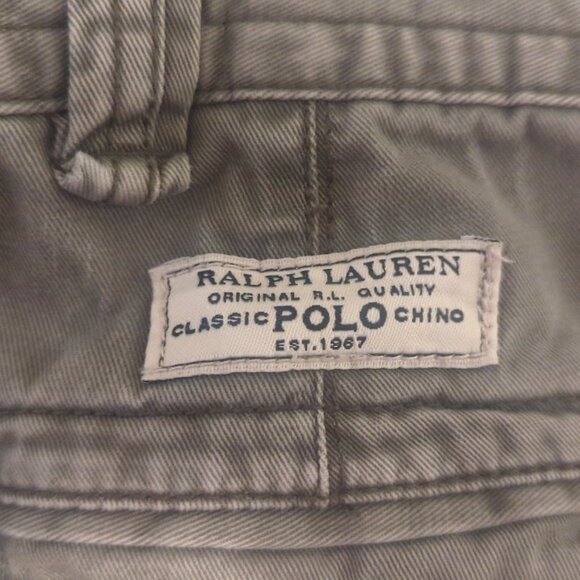 RALPH LAUREN
ORIGINAL R.L. QUALITY
CLASSIC POLO CHINO
EST.1967